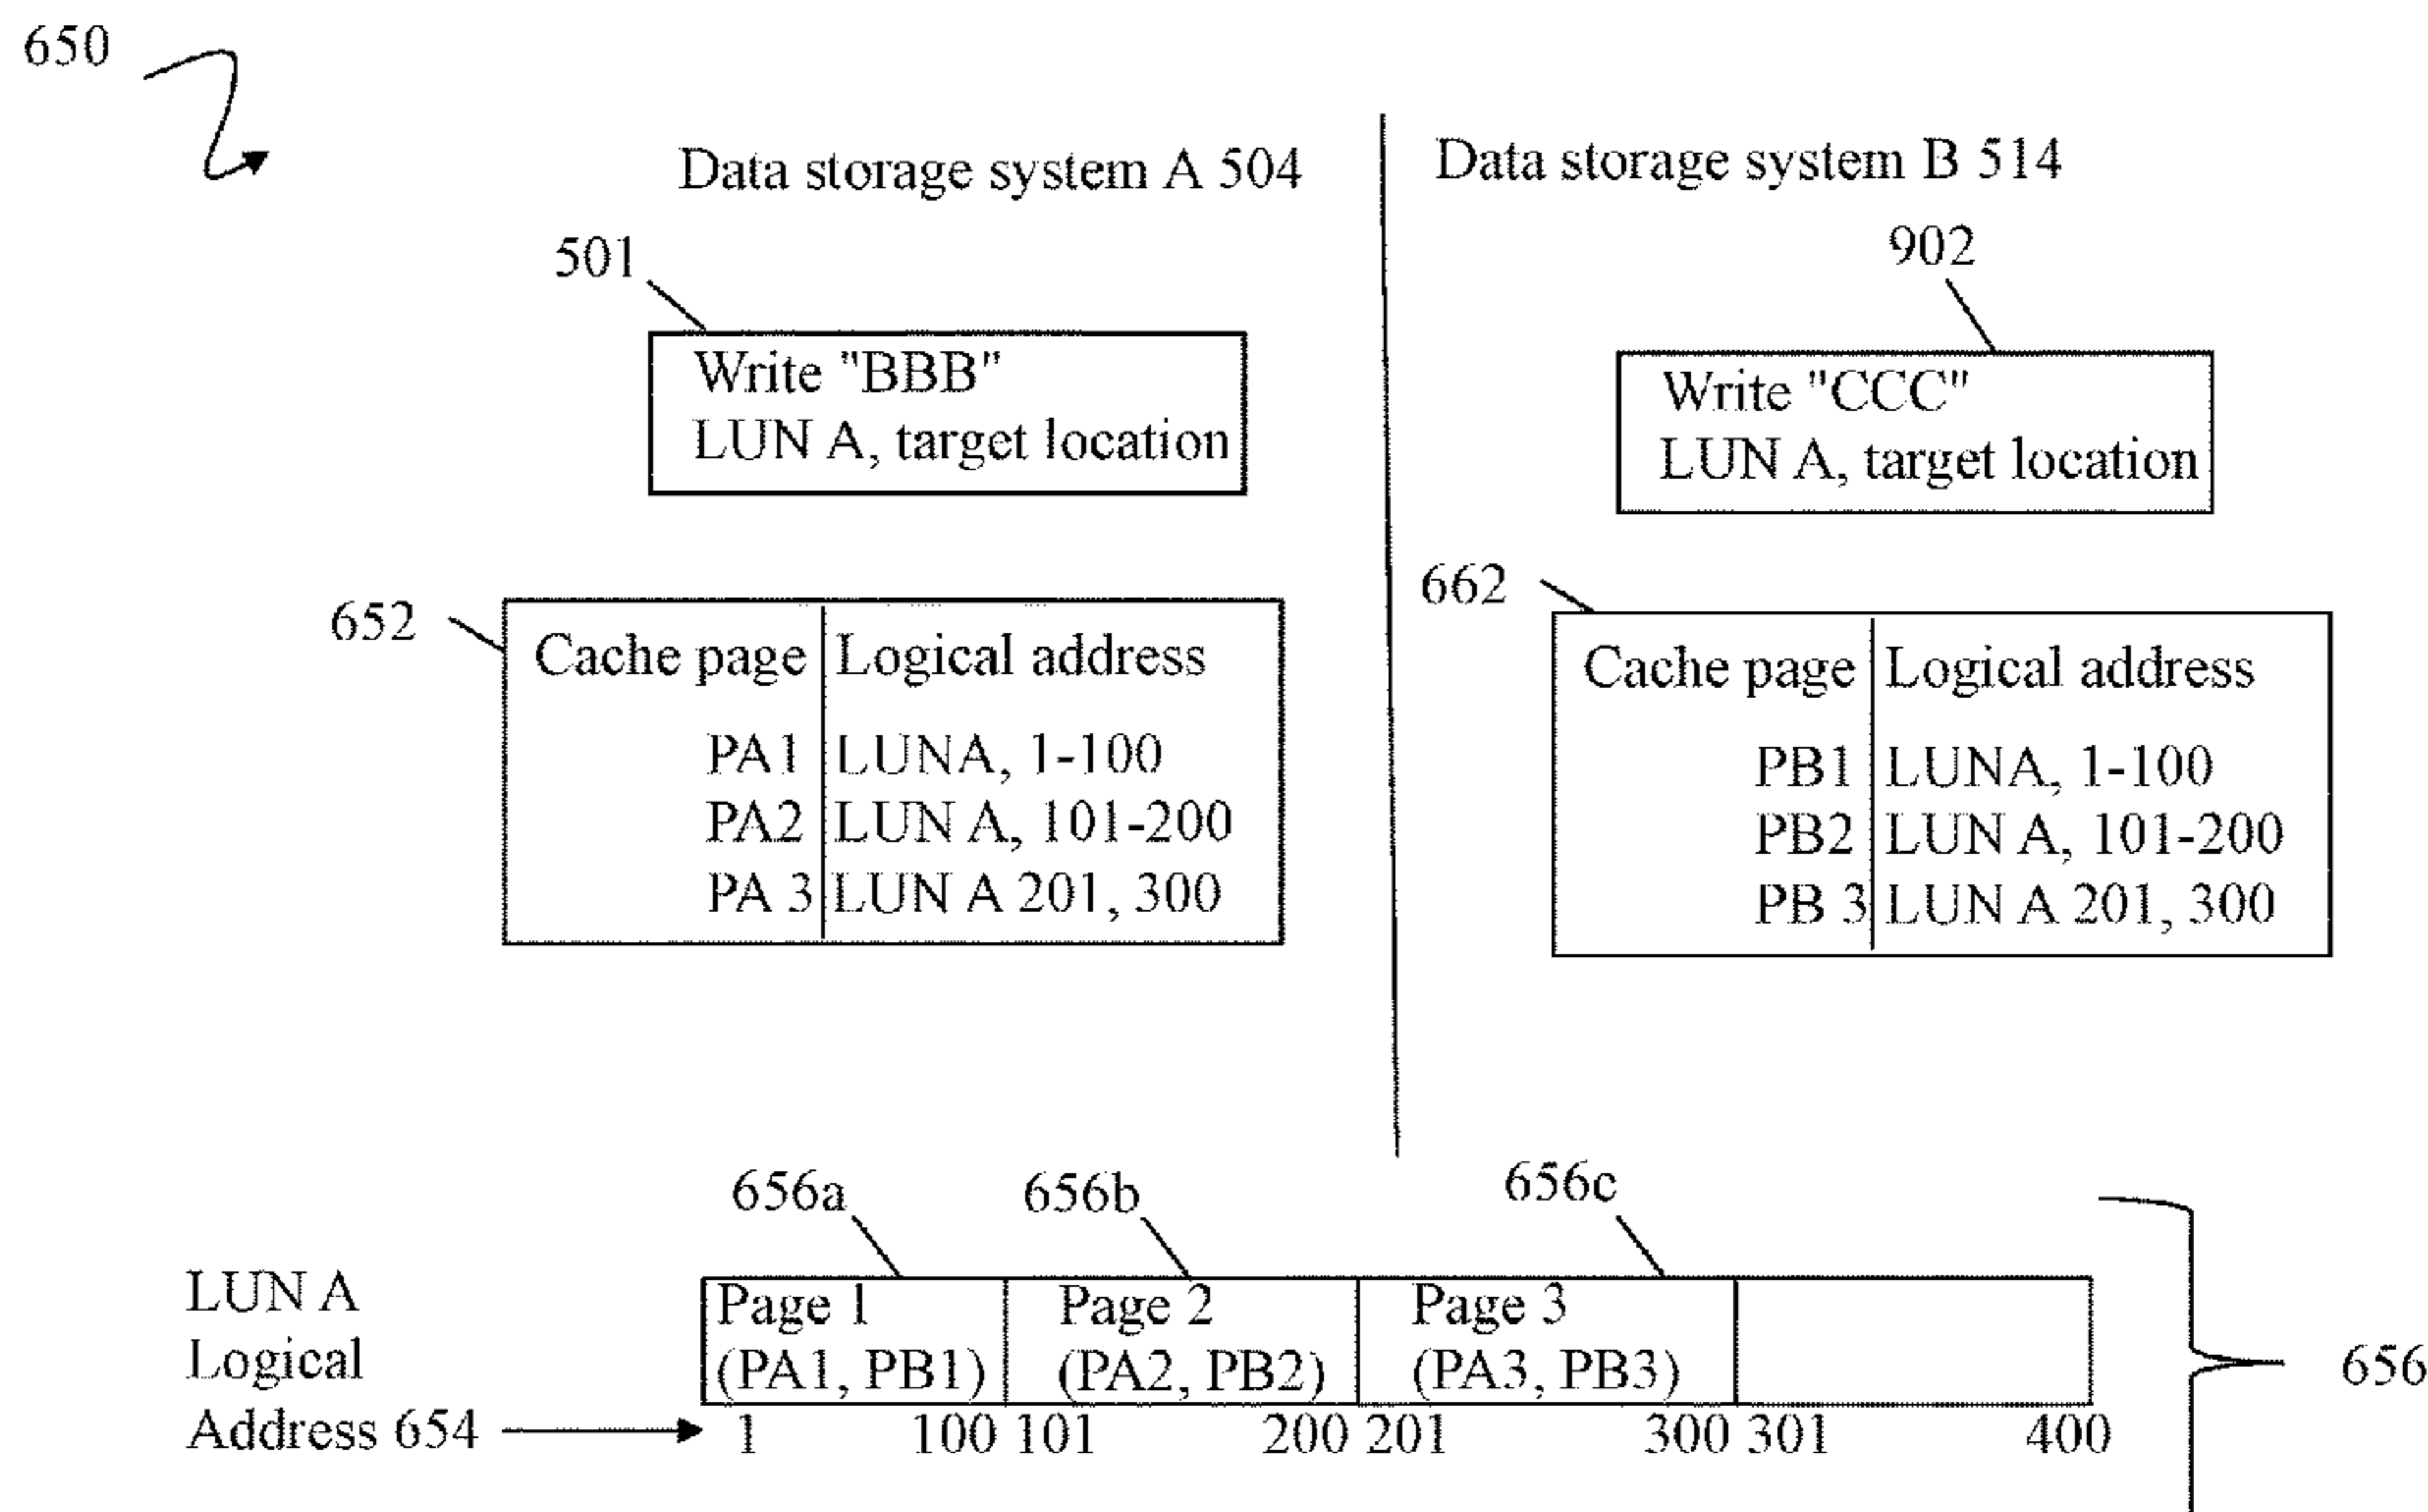 650
Data storage system A 504
Data storage system B 514
501
902
Write "BBB"
LUN A, target location
Write "CCC"
LUN A, target location
652
662
Cache page Logical address
PA1 LUNA, 1-100
PA2 LUN A, 101-200
PA 3 LUN A 201, 300
Cache page Logical address
PB1 LUNA, 1-100
PB2 LUN A, 101-200
PB 3 LUN A 201, 300
656a
656b
656c
LUN A
Logical
Address 654
Page 1
(PA1, PB1)
Page 2
(PA2, PB2)
Page 3
(PA3, PB3)
1 100 101 200 201 300 301 400
656